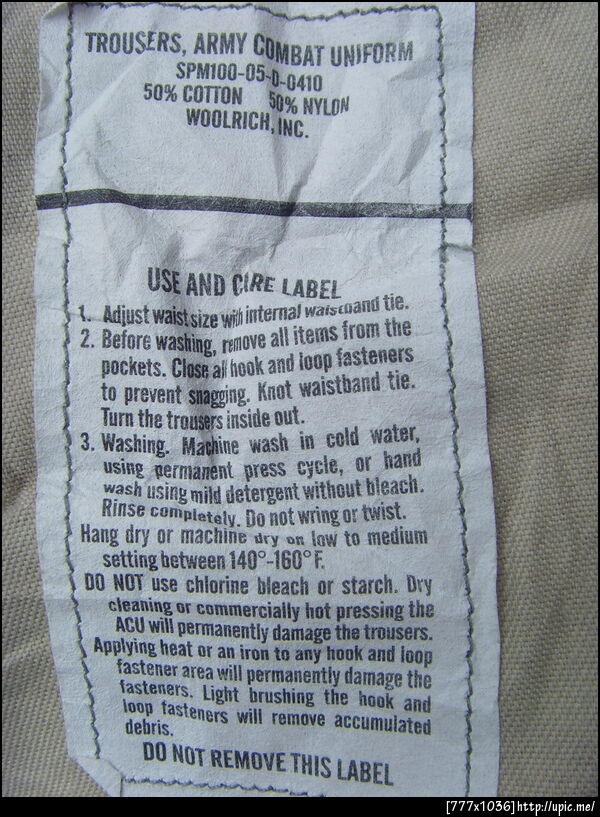 TROUSERS, ARMY COMBAT UNIFORM
SPM100-05-D-0410
50% COTTON 50% NYLON
WOOLRICH, INC.
USE AND CARE LABEL
1. Adjust waist size with internal waistband tie.
2. Before washing, remove all items from the
pockets. Close all hook and loop fasteners
to prevent snagging. Knot waistband tie.
Turn the trousers inside out.
3. Washing. Machine wash in cold water,
using permanent press cycle, or hand
wash using mild detergent without bleach.
Rinse completely. Do not wring or twist.
Hang dry or machine dry on low to medium
setting between 140°-160°F.
DO NOT use chlorine bleach or starch. Dry
cleaning or commercially hot pressing the
ACU will permanently damage the trousers.
Applying heat or an iron to any hook and loop
fastener area will permanently damage the
fasteners. Light brushing the hook and
loop fasteners will remove accumulated
debris.
DO NOT REMOVE THIS LABEL
[777x1036]http://upic.me/